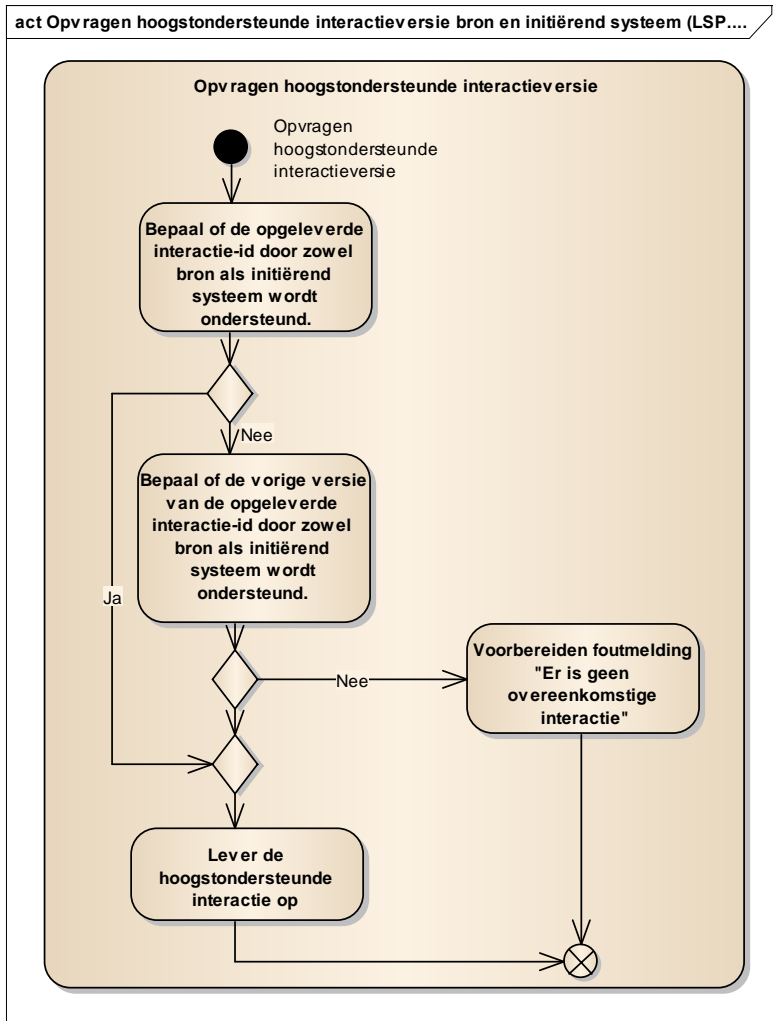 act Opvragen hoogstondersteunde interactieversie bron en initiërend systeem (LSP....
Opvragen hoogstondersteunde interactieversie
Opvragen
hoogstondersteunde
interactieversie
Bepaal of de opgeleverde
interactie-id door zowel
bron als initiërend
systeem wordt
ondersteund.
Nee
Bepaal of de vorige versie
van de opgeleverde
interactie-id door zowel
bron als initiërend
systeem wordt
ondersteund.
Ja
Nee
Voorbereiden foutmelding
"Er is geen
overeenkomstige
interactie"
Lever de
hoogstondersteunde
interactie op